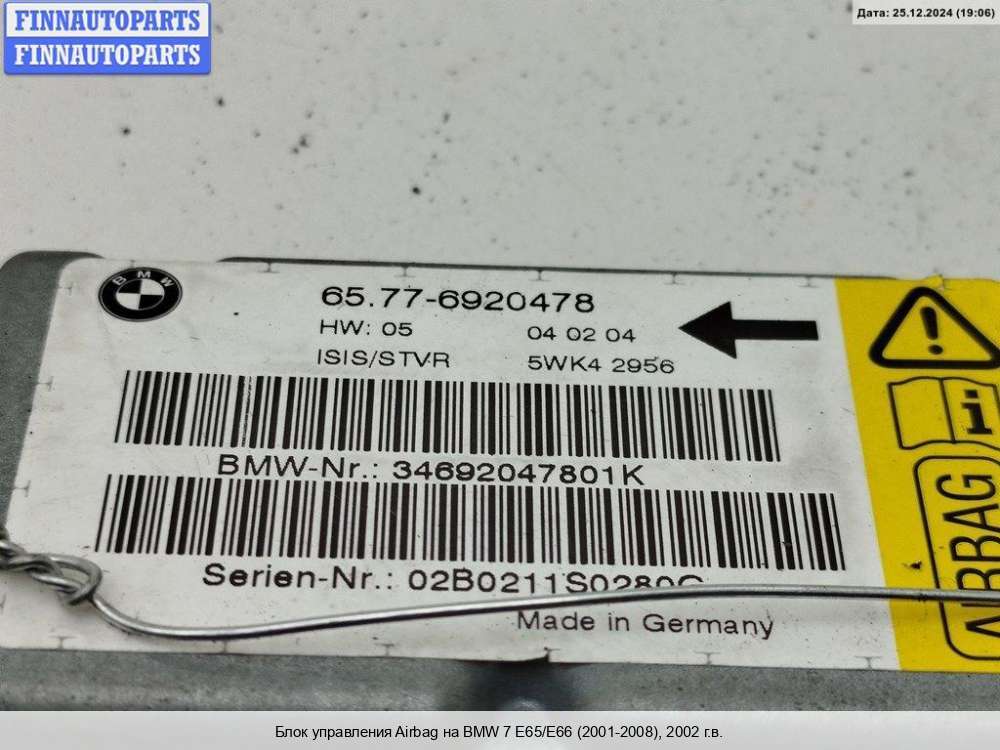 FINNAUTOPARTS
FINNAUTOPARTS
Дата: 25.12.2024 (19:06)
BMW
65.77-6920478
HW: 05 04 02 04
ISIS/STVR 5WK4 2956
BMW-Nr.: 34692047801K
Serien-Nr.:
Made in Germany
AIRBAG
Блок управления Airbag на BMW 7 E65/E66 (2001-2008), 2002 г.в.